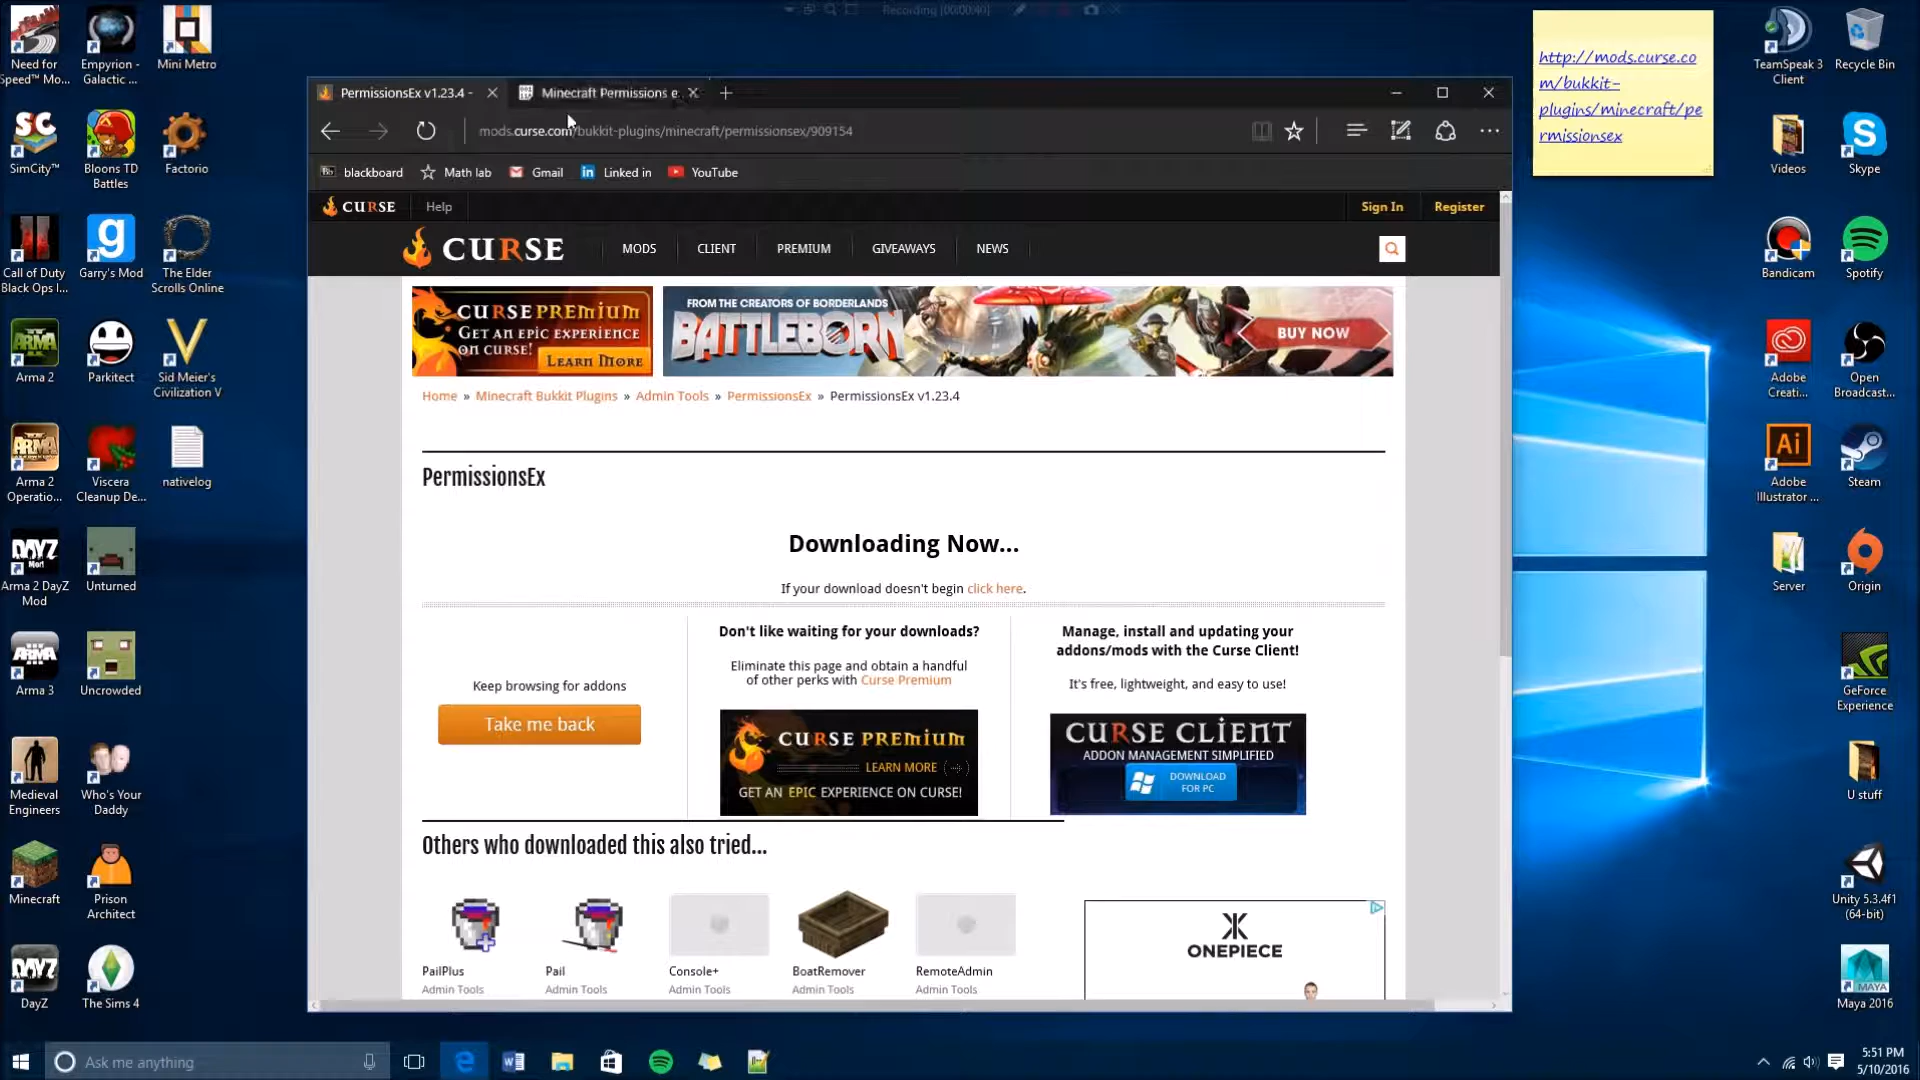 Recording [00:00:40]
Need for
Speed™ Mo...
Empyrion -
Galactic ...
Mini Metro
SimCity™
Bloons TD
Battles
Factorio
Call of Duty
Black Ops I...
Garry's Mod
The Elder
Scrolls Online
Arma 2
Parkitect
Sid Meier's
Civilization V
Arma 2
Operatio...
Viscera
Cleanup De...
nativelog
Arma 2 DayZ
Mod
Unturned
Arma 3
Uncrowded
Medieval
Engineers
Who's Your
Daddy
Minecraft
Prison
Architect
DayZ
The Sims 4
PermissionsEx v1.23.4 -
Minecraft Permissions e
mods.curse.com/bukkit-plugins/minecraft/permissionsex/909154
Bb blackboard
Math lab
Gmail
in Linked in
YouTube
CURSE
Help
Sign In
Register
CURSE
MODS
CLIENT
PREMIUM
GIVEAWAYS
NEWS
CURSE PREMIUM
GET AN EPIC EXPERIENCE
ON CURSE!
LEARN MORE
FROM THE CREATORS OF BORDERLANDS
BATTLEBORN
BUY NOW
Home » Minecraft Bukkit Plugins » Admin Tools » PermissionsEx » PermissionsEx v1.23.4
PermissionsEx
Downloading Now...
If your download doesn't begin click here.
Keep browsing for addons
Take me back
Don't like waiting for your downloads?
Eliminate this page and obtain a handful
of other perks with Curse Premium
CURSE PREMIUM
LEARN MORE
GET AN EPIC EXPERIENCE ON CURSE!
Manage, install and updating your
addons/mods with the Curse Client!
It's free, lightweight, and easy to use!
CURSE CLIENT
ADDON MANAGEMENT SIMPLIFIED
DOWNLOAD
FOR PC
Others who downloaded this also tried...
PailPlus
Admin Tools
Pail
Admin Tools
Console+
Admin Tools
BoatRemover
Admin Tools
RemoteAdmin
Admin Tools
ONEPIECE
http://mods.curse.co
m/bukkit-
plugins/minecraft/pe
rmissionsex
TeamSpeak 3
Client
Recycle Bin
Videos
Skype
Bandicam
Spotify
Adobe
Creati...
Open
Broadcast...
Ai
Adobe
Illustrator ...
Steam
Server
Origin
GeForce
Experience
U stuff
Unity 5.3.4f1
(64-bit)
MAYA
Maya 2016
Ask me anything
5:51 PM
5/10/2016